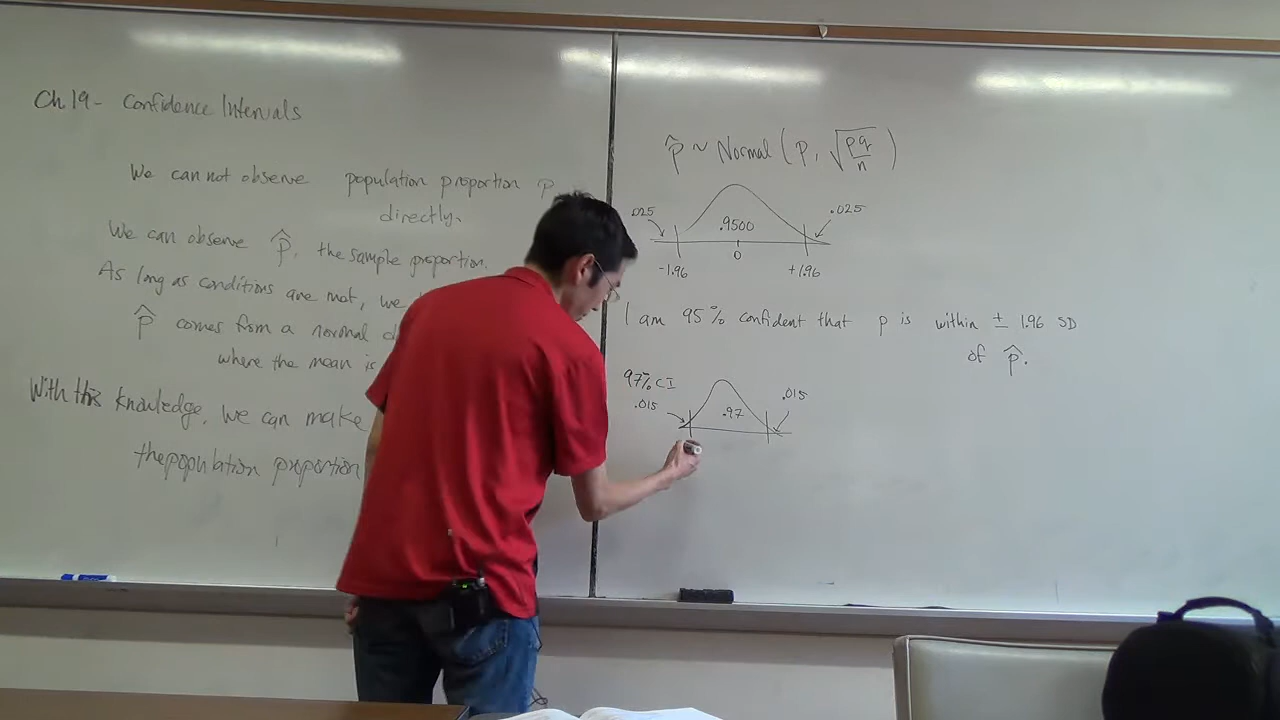 Ch 19 - Confidence Intervals
We can not observe population proportion p
directly.
We can observe p̂, the sample proportion.
As long as conditions are met, we
p̂ comes from a normal
where the mean is
With this knowledge, we can make
the population proportion
p̂ ~ Normal (p, √(pq/n))
.025 .9500 .025
-1.96 0 +1.96
I am 95% confident that p is within ± 1.96 SD
of p̂.
97% CI
.015 .97 .015